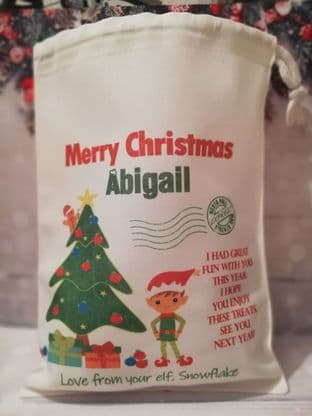 Merry Christmas
Abigail
I HAD GREAT
FUN WITH YOU
THIS YEAR.
I HOPE
YOU ENJOY
THESE TREATS.
SEE YOU
NEXT YEAR
Love from your elf, Snowflake